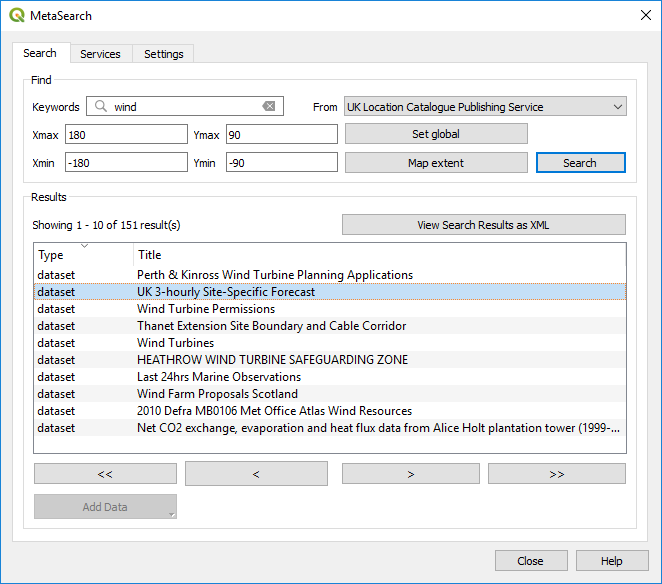 MetaSearch
Search Services Settings
Find
Keywords wind From UK Location Catalogue Publishing Service
Xmax 180 Ymax 90 Set global
Xmin -180 Ymin -90 Map extent Search
Results
Showing 1 - 10 of 151 result(s) View Search Results as XML
Type Title
dataset Perth & Kinross Wind Turbine Planning Applications
dataset UK 3-hourly Site-Specific Forecast
dataset Wind Turbine Permissions
dataset Thanet Extension Site Boundary and Cable Corridor
dataset Wind Turbines
dataset HEATHROW WIND TURBINE SAFEGUARDING ZONE
dataset Last 24hrs Marine Observations
dataset Wind Farm Proposals Scotland
dataset 2010 Defra MB0106 Met Office Atlas Wind Resources
dataset Net CO2 exchange, evaporation and heat flux data from Alice Holt plantation tower (1999-...
<< < > >>
Add Data
Close Help